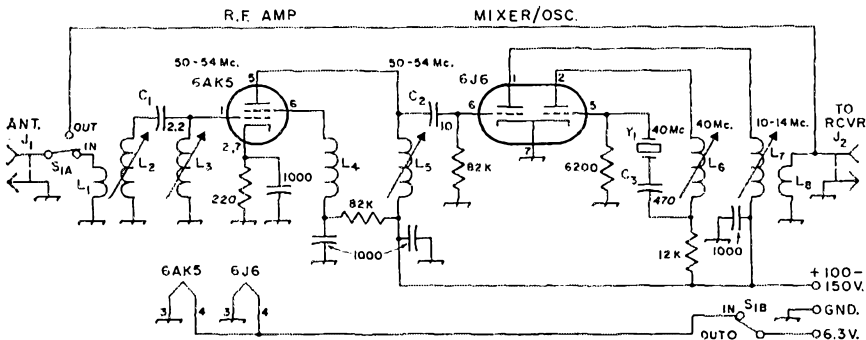 R.F. AMP MIXER/OSC.
50-54 Mc.
6AK5
5
1
6
2,7
C1
2.2
ANT.
J1
OUT
IN
S1A
L1
L2
L3
220
1000
L4
82K
1000
50-54 Mc.
C2
10
L5
82K
6J6
1
2
6
5
7
6200
Y1
40Mc
C3
470
40Mc.
L6
12K
10-14Mc.
L7
1000
L8
TO
RCVR
J2
6AK5 6J6
3 4 3 4
+100-
150V.
GND.
IN S1B
OUT
6.3V.